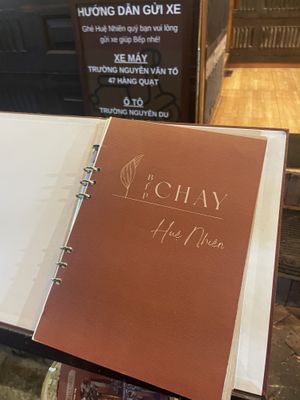 HƯỚNG DẪN GỬI XE
Ghé Huệ Nhiên quý bạn vui lòng
gửi xe giúp Bếp nhé!
XE MÁY
TRƯỜNG NGUYỄN VĂN TỐ
47 HÀNG QUẠT
Ô TÔ
TRƯỜNG NGUYỄN DU
BẾP CHAY
Huệ Nhiên